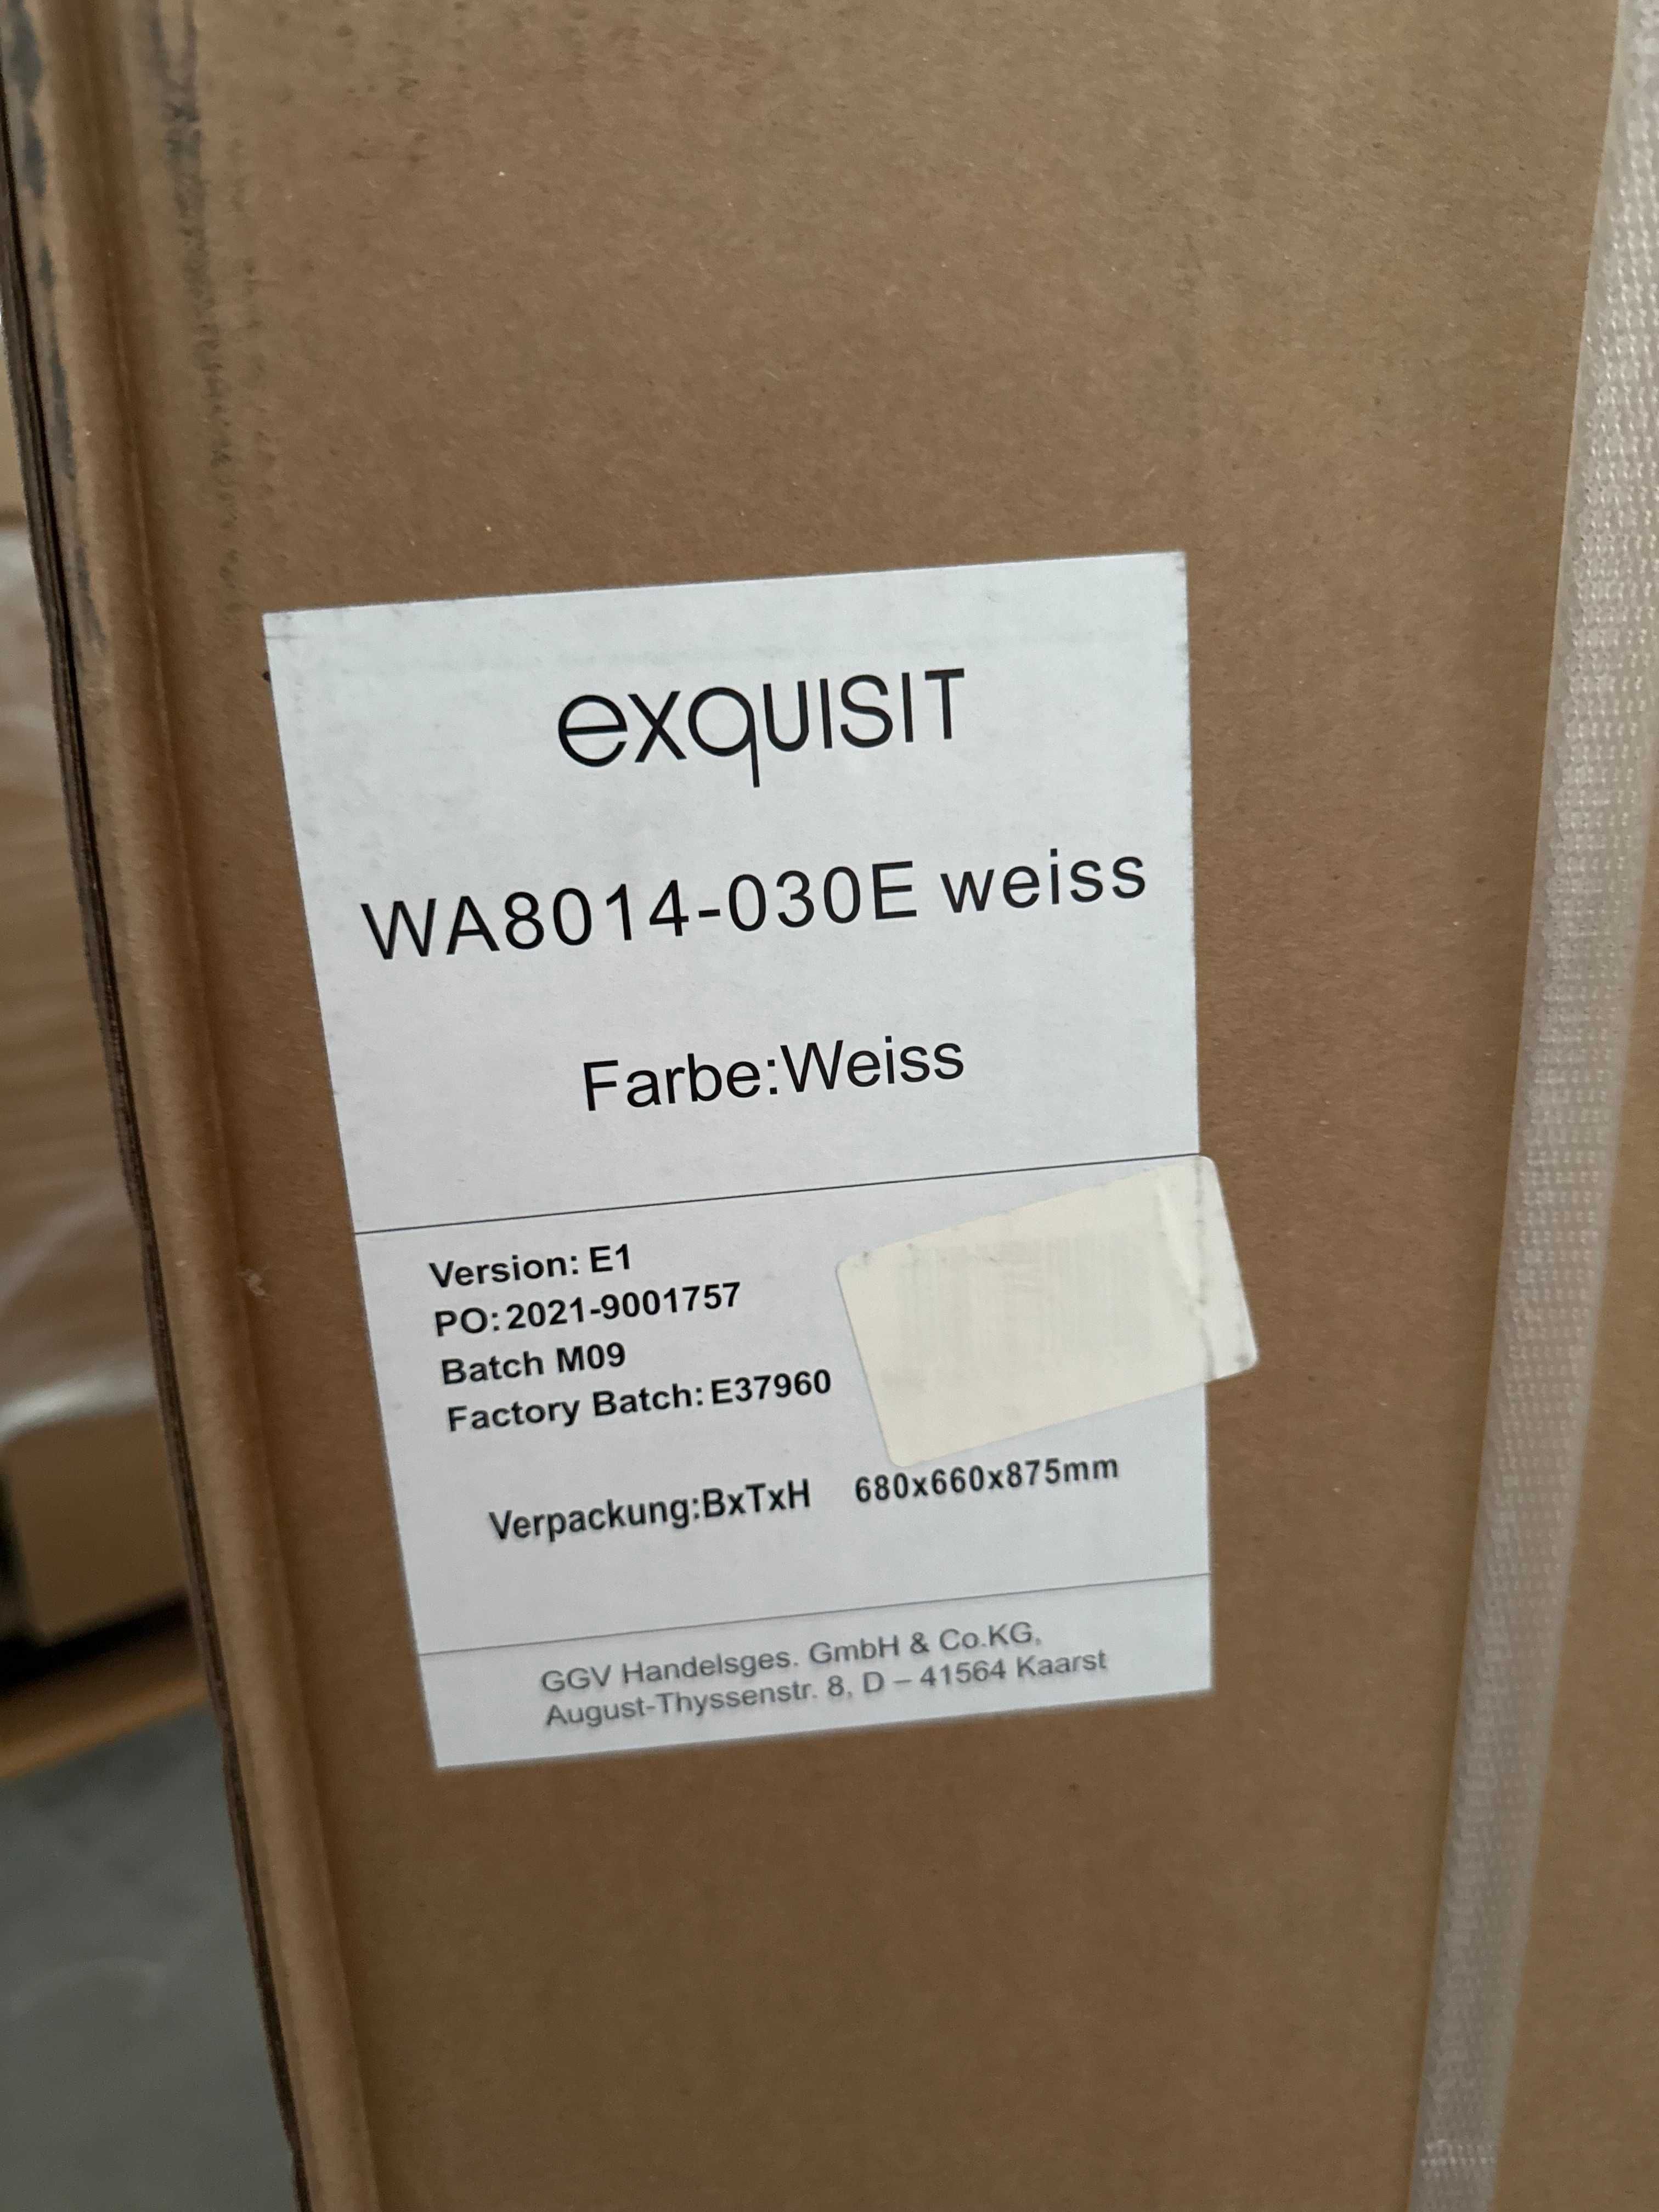 exquisit
WA8014-030E weiss
Farbe:Weiss
Version: E1
PO: 2021-9001757
Batch M09
Factory Batch: E37960
Verpackung:BxTxH 680x660x875mm
GGV Handelsges. GmbH & Co.KG,
August-Thyssenstr. 8, D – 41564 Kaarst